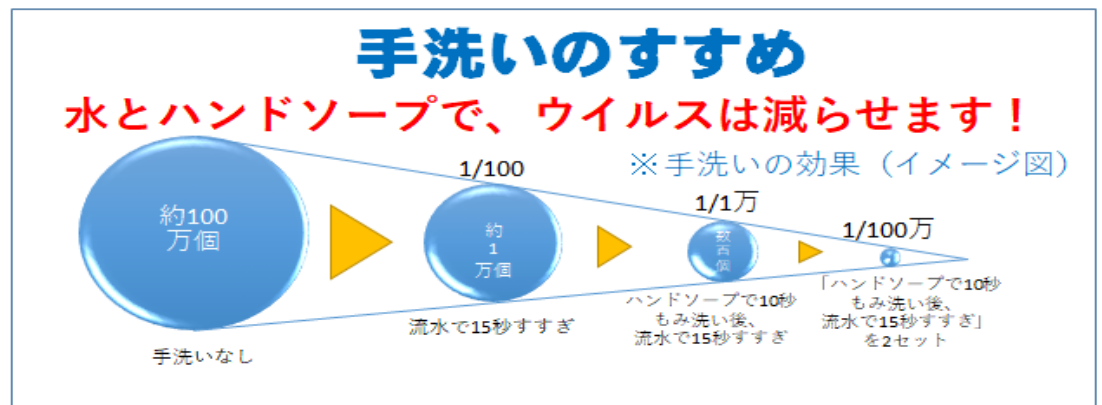 手洗いのすすめ
水とハンドソープで、ウイルスは減らせます！
※手洗いの効果（イメージ図）
約100
万個
手洗いなし
1/100
約
1
万個
流水で15秒すすぎ
1/1万
数
百
個
ハンドソープで10秒
もみ洗い後、
流水で15秒すすぎ
1/100万
「ハンドソープで10秒
もみ洗い後、
流水で15秒すすぎ」
を2セット